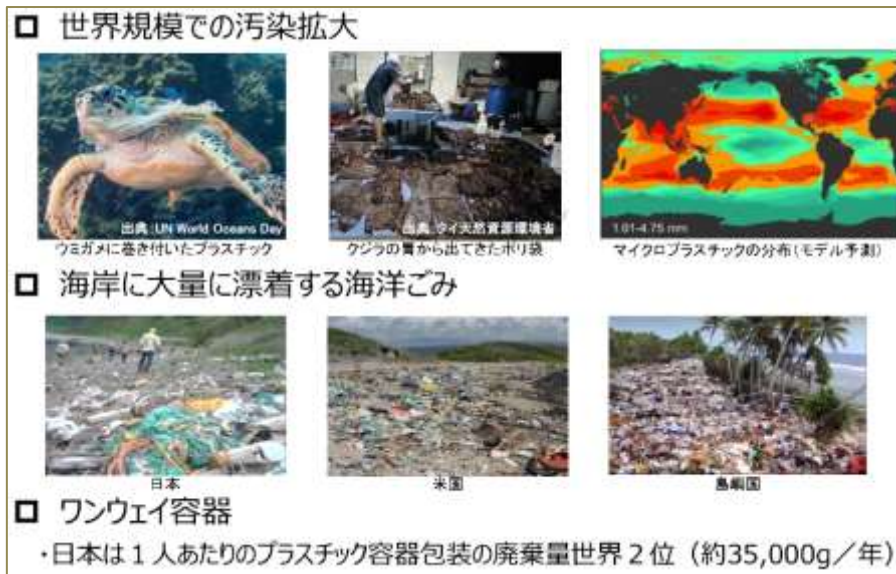 □ 世界規模での汚染拡大
出典:UN World Oceans Day
出典:タイ天然資源環境省
1.01-4.75 mm
ウミガメに巻き付いたプラスチック
クジラの胃から出てきたポリ袋
マイクロプラスチックの分布(モデル予測)
□ 海岸に大量に漂着する海洋ごみ
日本
米国
島嶼国
□ ワンウェイ容器
・日本は1人あたりのプラスチック容器包装の廃棄量世界2位(約35,000g/年)